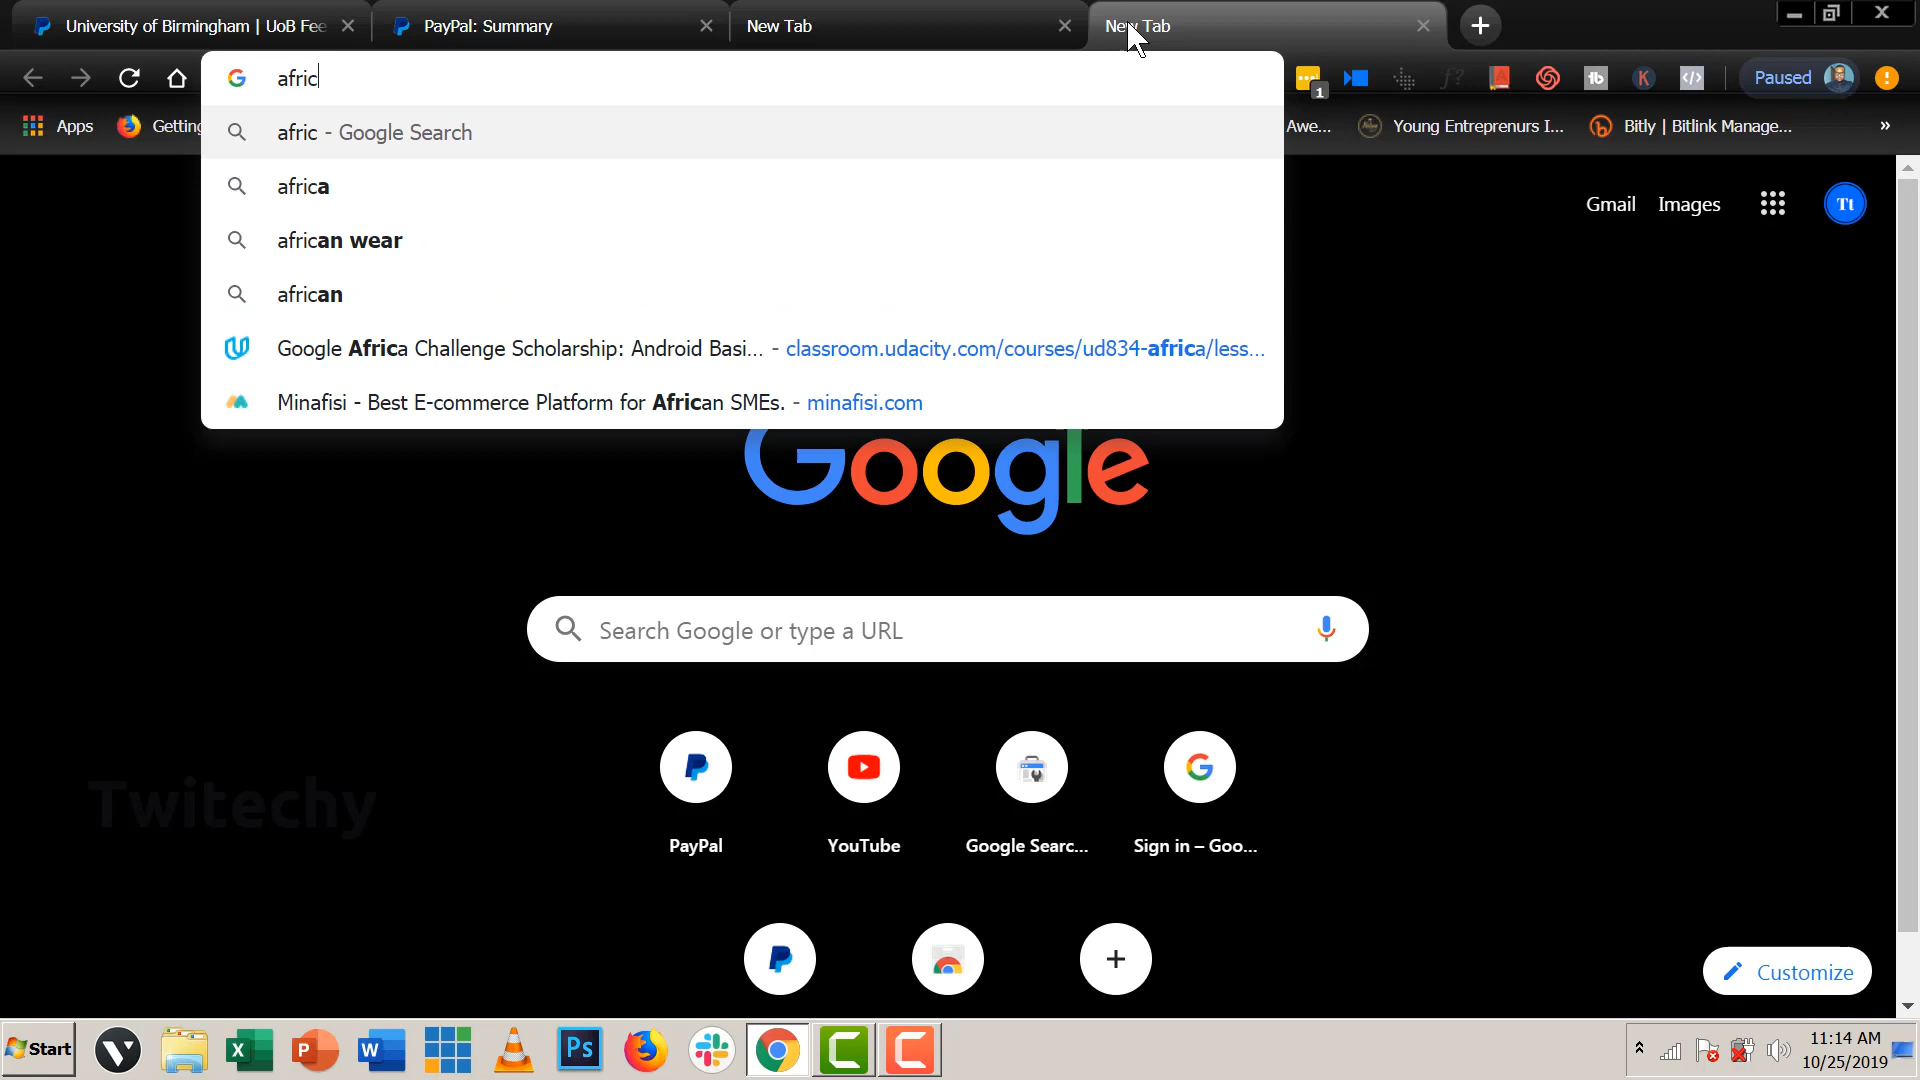 University of Birmingham | UoB Fee
PayPal: Summary
New Tab
New Tab
afric
1
Paused
Apps
Getting
Awe...
Young Entreprenurs I...
Bitly | Bitlink Manage...
»
afric - Google Search
africa
african wear
african
Google Africa Challenge Scholarship: Android Basi... - classroom.udacity.com/courses/ud834-africa/less...
Minafisi - Best E-commerce Platform for African SMEs. - minafisi.com
Gmail
Images
Tt
Google
Search Google or type a URL
PayPal
YouTube
Google Searc...
Sign in – Goo...
Twitechy
Customize
Start
Ps
11:14 AM
10/25/2019